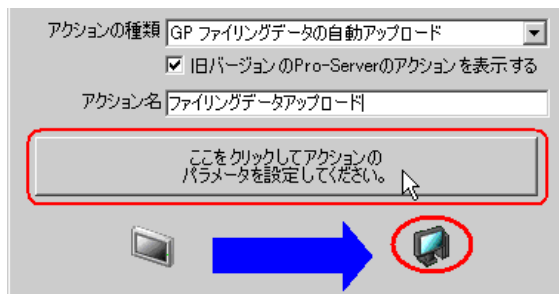 アクションの種類 GP ファイリングデータの自動アップロード
旧バージョンのPro-Serverのアクションを表示する
アクション名 ファイリングデータアップロード
ここをクリックしてアクションの
パラメータを設定してください。